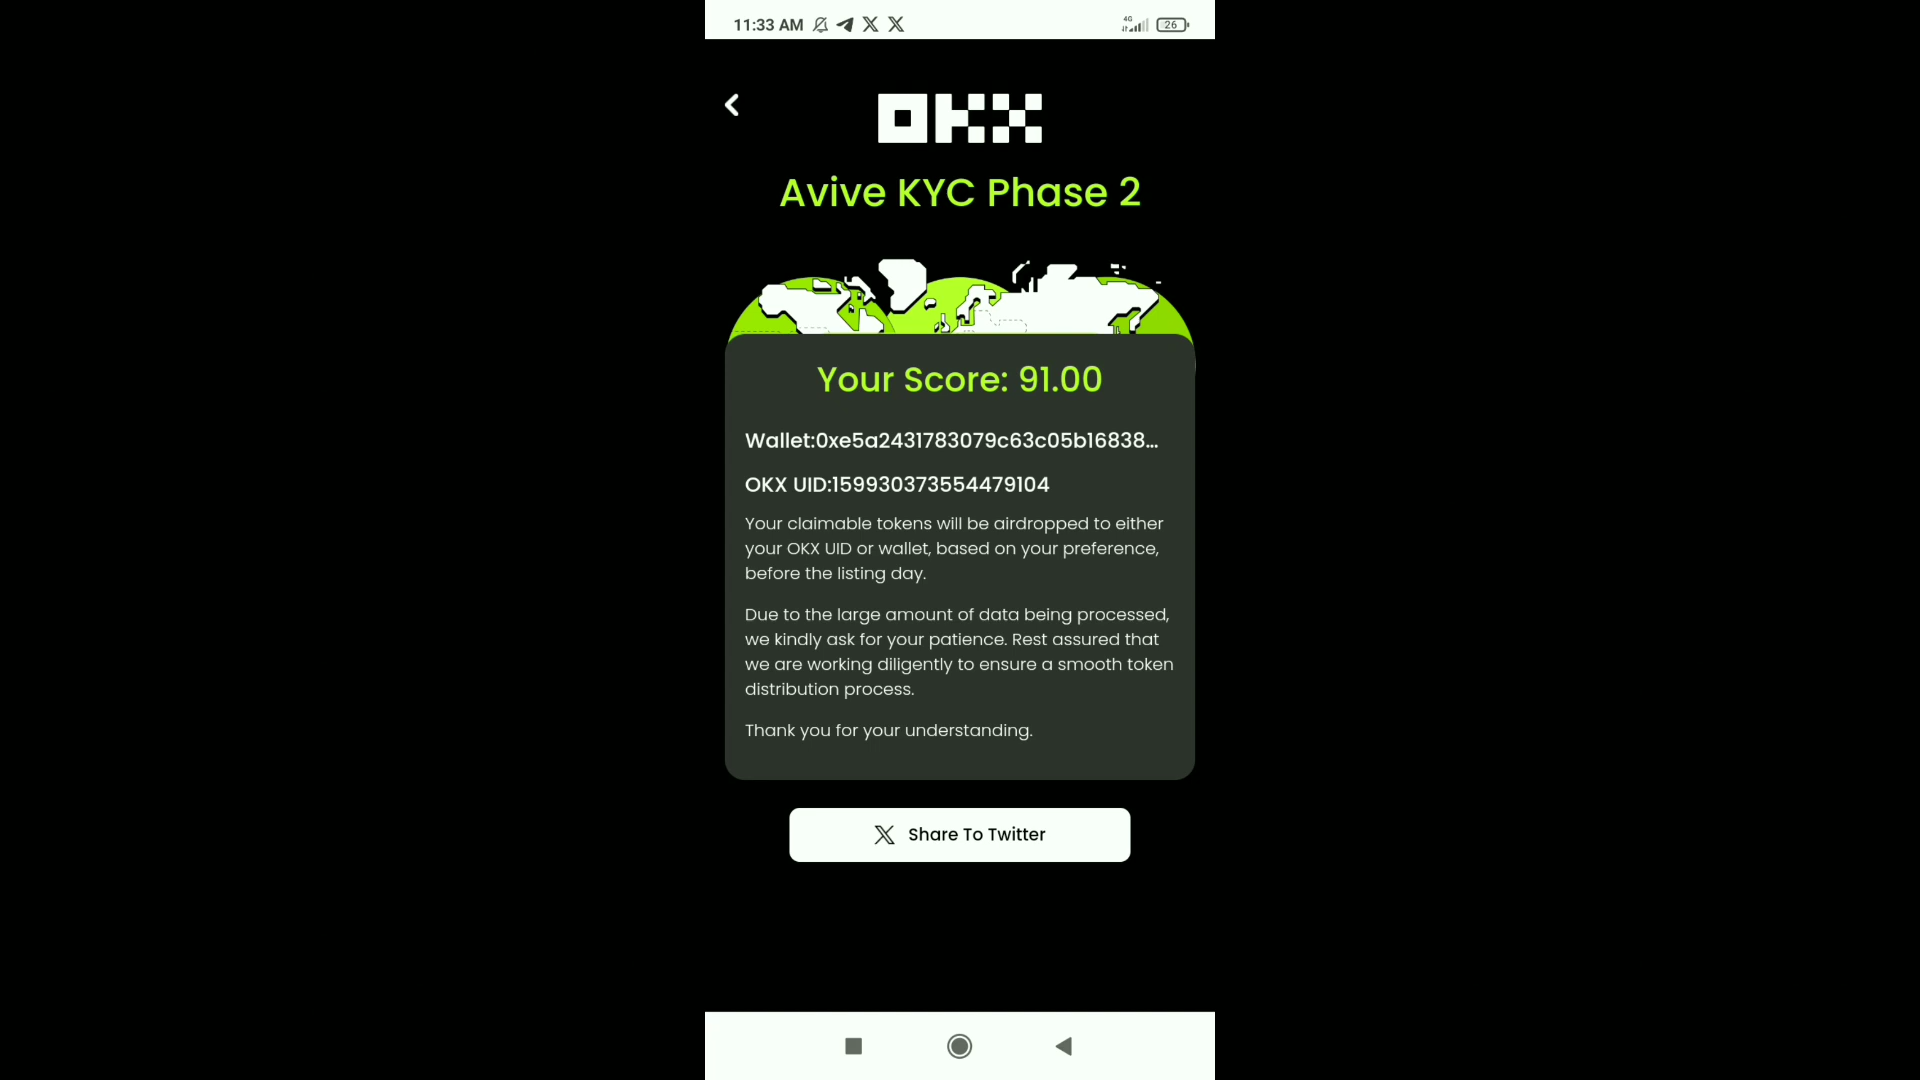 11:33 AM
4G
26
OKX
Avive KYC Phase 2
Your Score: 91.00
Wallet:0xe5a2431783079c63c05b16838...
OKX UID:159930373554479104
Your claimable tokens will be airdropped to either
your OKX UID or wallet, based on your preference,
before the listing day.
Due to the large amount of data being processed,
we kindly ask for your patience. Rest assured that
we are working diligently to ensure a smooth token
distribution process.
Thank you for your understanding.
Share To Twitter